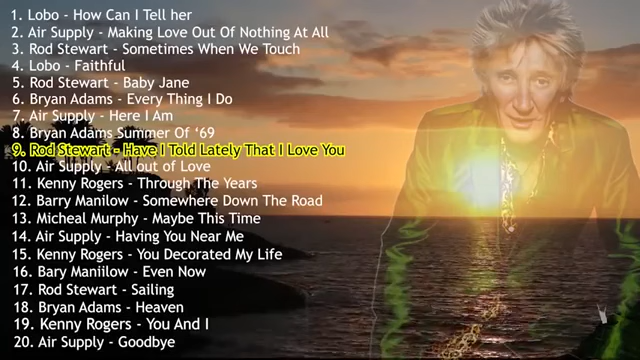 1. Lobo - How Can I Tell her
2. Air Supply - Making Love Out Of Nothing At All
3. Rod Stewart - Sometimes When We Touch
4. Lobo - Faithful
5. Rod Stewart - Baby Jane
6. Bryan Adams - Every Thing I Do
7. Air Supply - Here I Am
8. Bryan Adams Summer Of ‘69
9. Rod Stewart - Have I Told Lately That I Love You
10. Air Supply - All out of Love
11. Kenny Rogers - Through The Years
12. Barry Manilow - Somewhere Down The Road
13. Micheal Murphy - Maybe This Time
14. Air Supply - Having You Near Me
15. Kenny Rogers - You Decorated My Life
16. Bary Maniilow - Even Now
17. Rod Stewart - Sailing
18. Bryan Adams - Heaven
19. Kenny Rogers - You And I
20. Air Supply - Goodbye